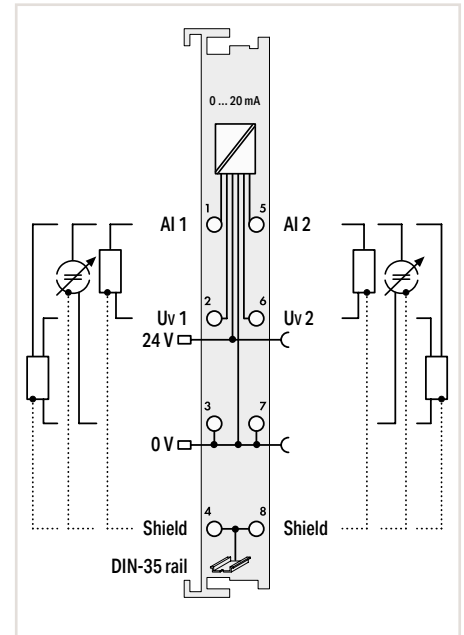 0 ... 20 mA
1 5
AI 1 AI 2
2 6
Uv 1 Uv 2
24 V
3 7
0 V
4 8
Shield Shield
DIN-35 rail